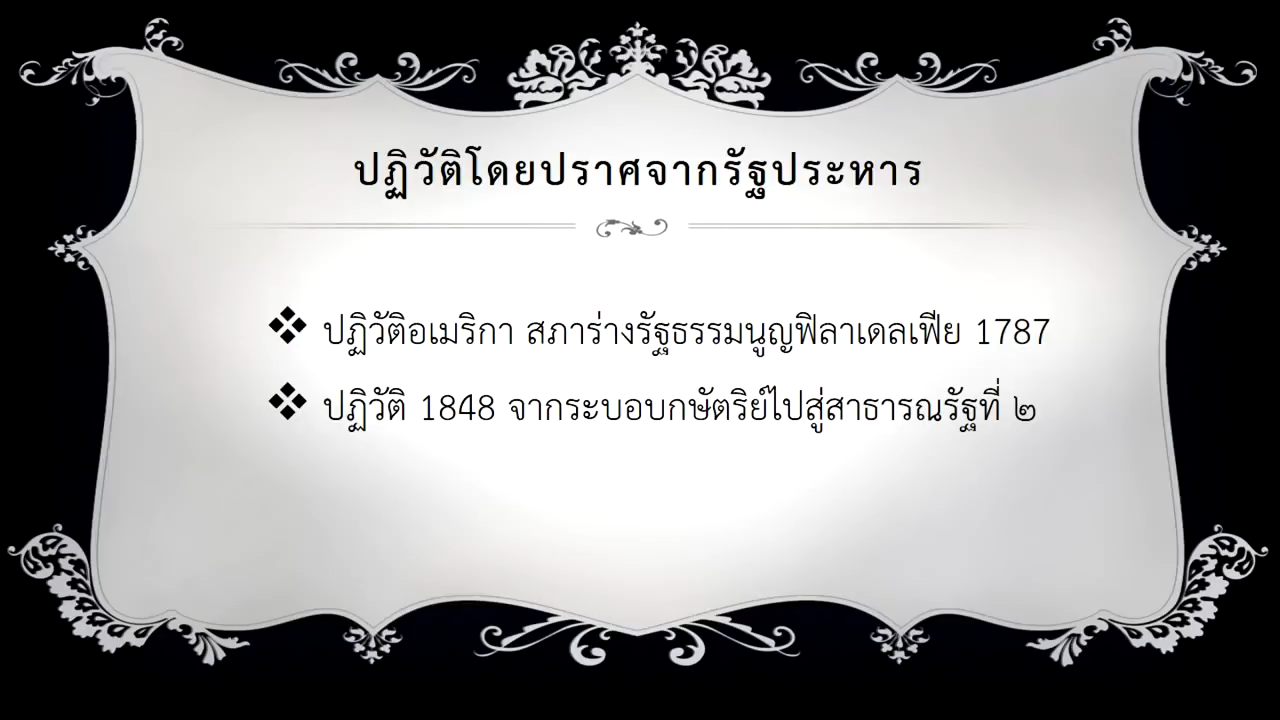 ปฏิวัติโดยปราศจากรัฐประหาร
ปฏิวัติอเมริกา สภาร่างรัฐธรรมนูญฟิลาเดลเฟีย 1787
ปฏิวัติ 1848 จากระบอบกษัตริย์ไปสู่สาธารณรัฐที่ ๒